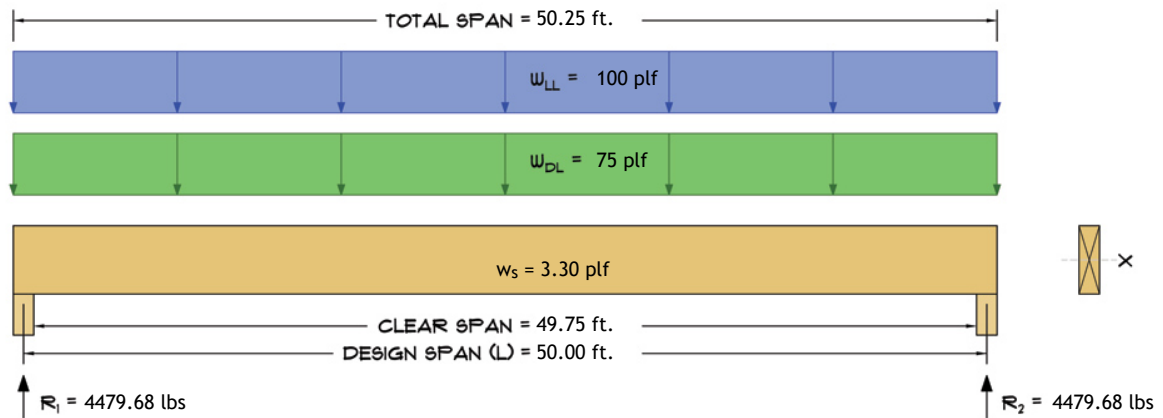 TOTAL SPAN = 50.25 ft.
WLL = 100 plf
WDL = 75 plf
ws = 3.30 plf
X
CLEAR SPAN = 49.75 ft.
DESIGN SPAN (L) = 50.00 ft.
R1 = 4479.68 lbs
R2 = 4479.68 lbs